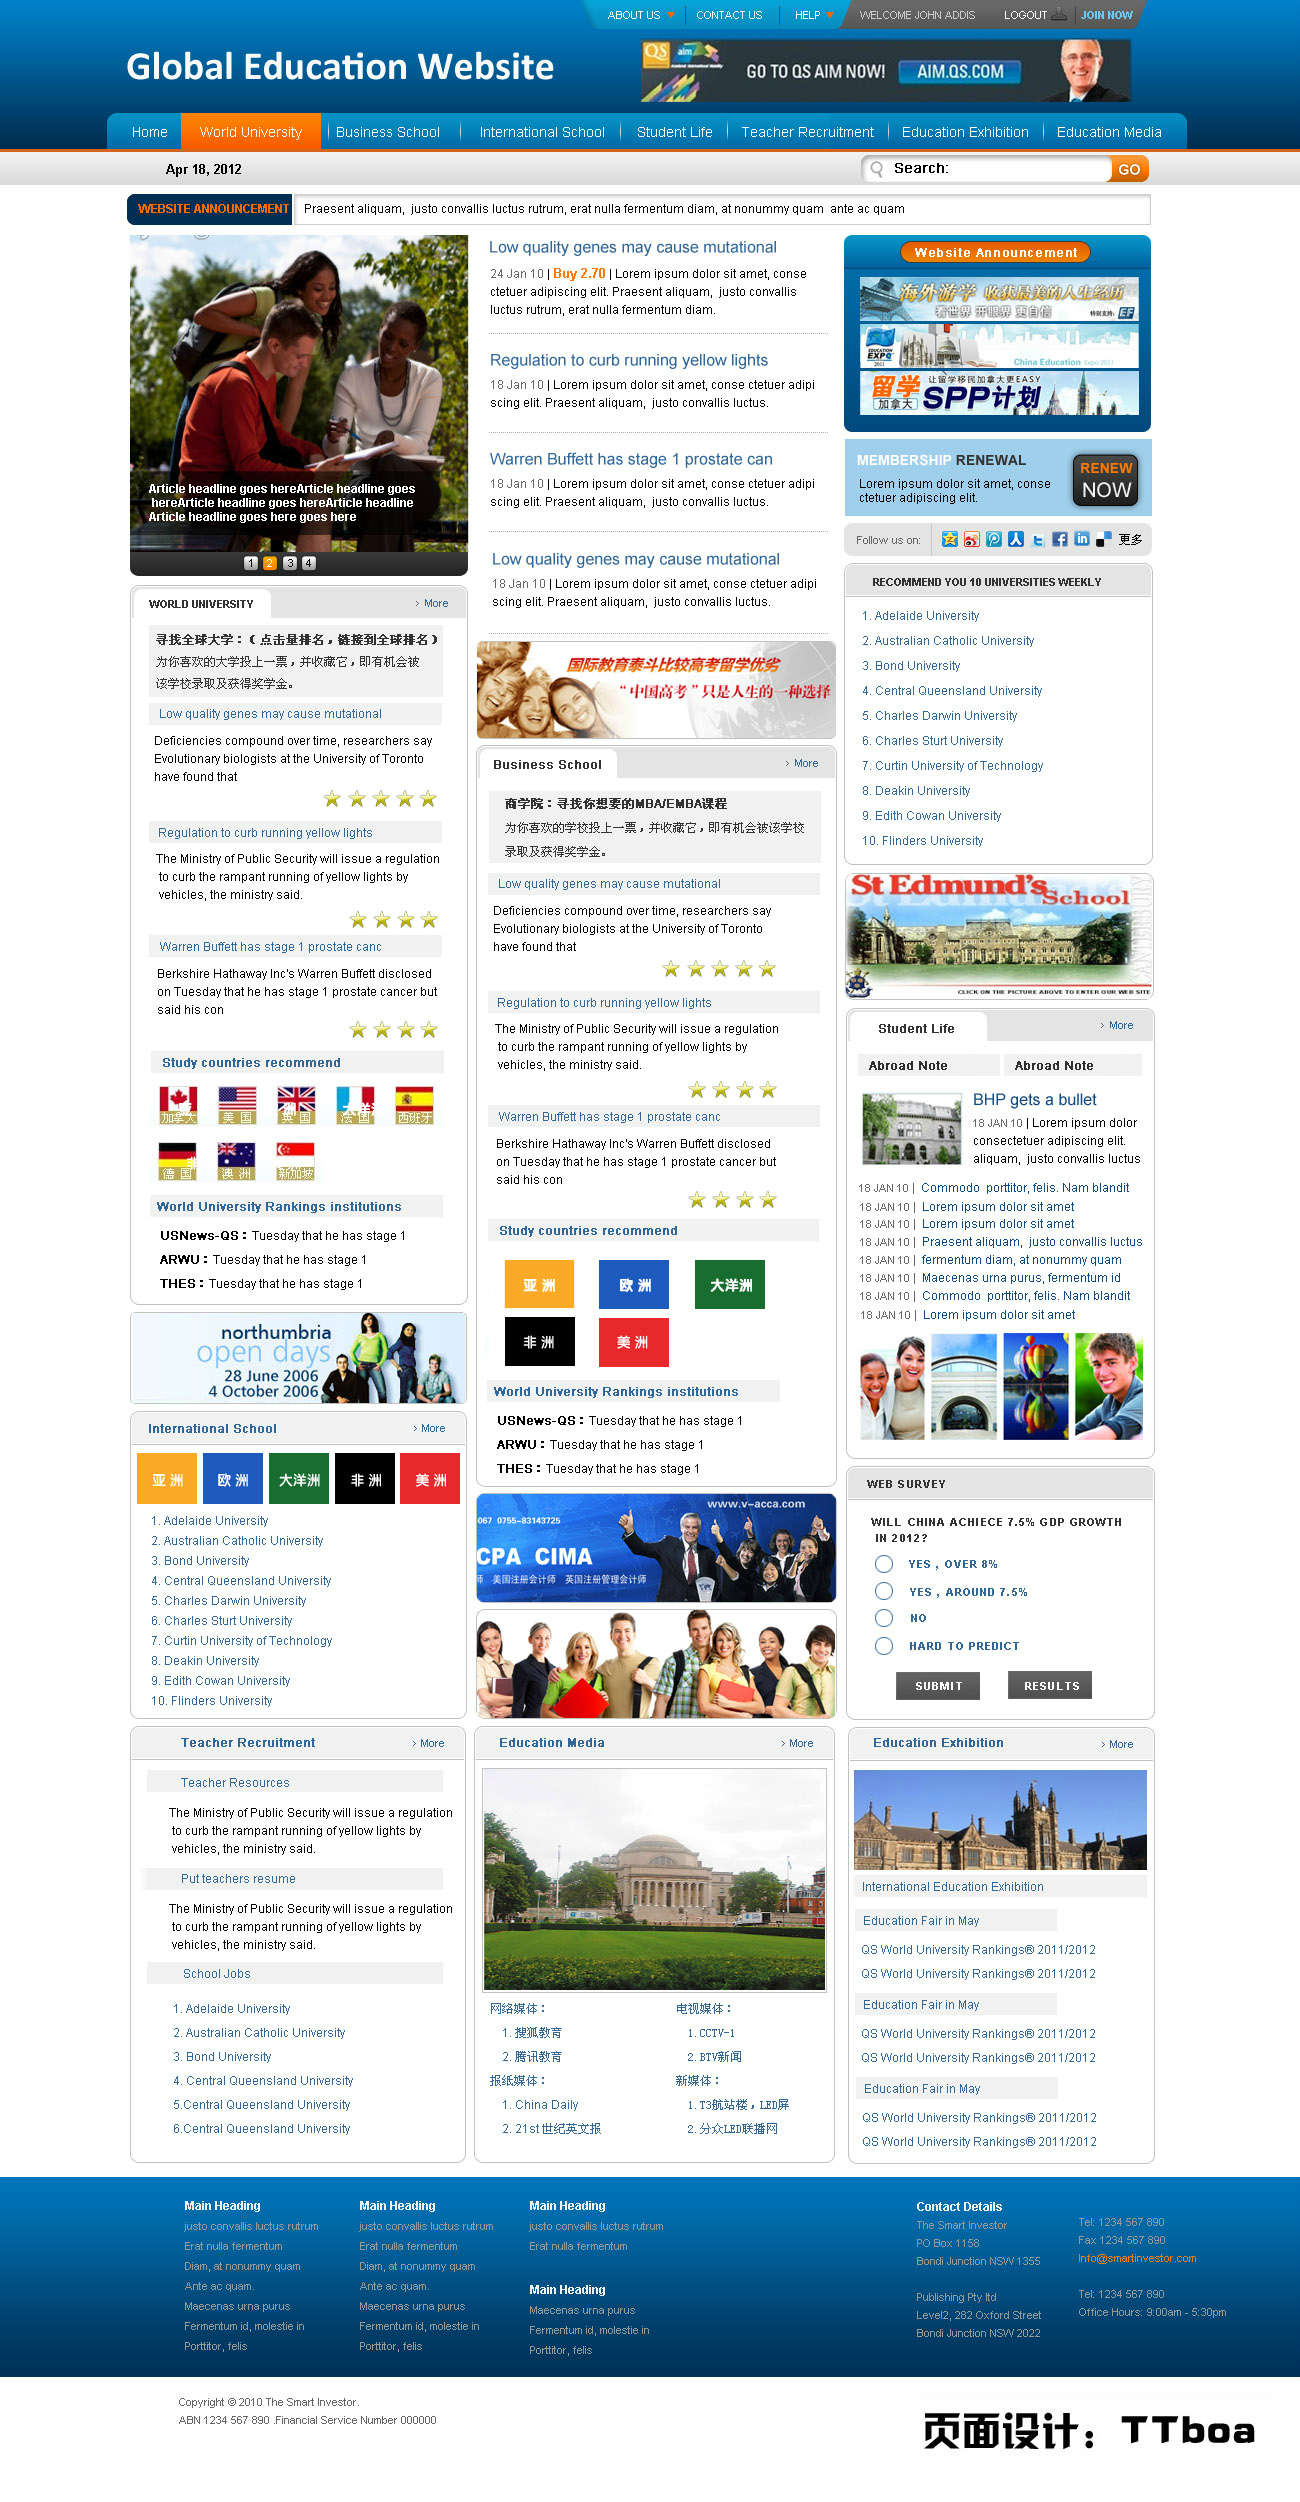 ABOUT US
CONTACT US
HELP
WELCOME JOHN ADDIS
LOGOUT
JOIN NOW
Global Education Website
QS aim
GO TO QS AIM NOW!
AIM.QS.COM
Home
World University
Business School
International School
Student Life
Teacher Recruitment
Education Exhibition
Education Media
Apr 18, 2012
Search:
GO
WEBSITE ANNOUNCEMENT
Praesent aliquam,  justo convallis luctus rutrum, erat nulla fermentum diam, at nonummy quam  ante ac quam
Article headline goes hereArticle headline goes
hereArticle headline goes hereArticle headline
Article headline goes here goes here
1 2 3 4
Low quality genes may cause mutational
24 Jan 10 | Buy 2.70 | Lorem ipsum dolor sit amet, conse
ctetuer adipiscing elit. Praesent aliquam,  justo convallis
luctus rutrum, erat nulla fermentum diam.
Regulation to curb running yellow lights
18 Jan 10 | Lorem ipsum dolor sit amet, conse ctetuer adipi
scing elit. Praesent aliquam,  justo convallis luctus.
Warren Buffett has stage 1 prostate can
18 Jan 10 | Lorem ipsum dolor sit amet, conse ctetuer adipi
scing elit. Praesent aliquam,  justo convallis luctus.
Low quality genes may cause mutational
18 Jan 10 | Lorem ipsum dolor sit amet, conse ctetuer adipi
scing elit. Praesent aliquam,  justo convallis luctus.
Website Announcement
海外游学 收获最美的人生经历
看世界 开眼界 更自信
特别支持: EF
EDUCATION EXPO 2011
China Education Expo 2011
留学 加拿大
让留学移民加拿大更EASY
SPP计划
MEMBERSHIP RENEWAL
Lorem ipsum dolor sit amet, conse
ctetuer adipiscing elit.
RENEW
NOW
Follow us on:
更多
RECOMMEND YOU 10 UNIVERSITIES WEEKLY
1. Adelaide University
2. Australian Catholic University
3. Bond University
4. Central Queensland University
5. Charles Darwin University
6. Charles Sturt University
7. Curtin University of Technology
8. Deakin University
9. Edith Cowan University
10. Flinders University
WORLD UNIVERSITY
More
寻找全球大学：（点击量排名，链接到全球排名）
为你喜欢的大学投上一票，并收藏它，即有机会被
该学校录取及获得奖学金。
Low quality genes may cause mutational
Deficiencies compound over time, researchers say
Evolutionary biologists at the University of Toronto
have found that
Regulation to curb running yellow lights
The Ministry of Public Security will issue a regulation
to curb the rampant running of yellow lights by
vehicles, the ministry said.
Warren Buffett has stage 1 prostate canc
Berkshire Hathaway Inc's Warren Buffett disclosed
on Tuesday that he has stage 1 prostate cancer but
said his con
Study countries recommend
加拿大
美 国
英 国
法 国
西班牙
德 国
澳 洲
新加坡
World University Rankings institutions
USNews-QS：Tuesday that he has stage 1
ARWU：Tuesday that he has stage 1
THES：Tuesday that he has stage 1
国际教育泰斗比较高考留学优劣
“中国高考”只是人生的一种选择
Business School
More
商学院：寻找你想要的MBA/EMBA课程
为你喜欢的学校投上一票，并收藏它，即有机会被该学校
录取及获得奖学金。
Low quality genes may cause mutational
Deficiencies compound over time, researchers say
Evolutionary biologists at the University of Toronto
have found that
Regulation to curb running yellow lights
The Ministry of Public Security will issue a regulation
to curb the rampant running of yellow lights by
vehicles, the ministry said.
Warren Buffett has stage 1 prostate canc
Berkshire Hathaway Inc's Warren Buffett disclosed
on Tuesday that he has stage 1 prostate cancer but
said his con
Study countries recommend
亚 洲
欧 洲
大洋洲
非 洲
美 洲
World University Rankings institutions
USNews-QS：Tuesday that he has stage 1
ARWU：Tuesday that he has stage 1
THES：Tuesday that he has stage 1
St Edmund's
School
CLICK ON THE PICTURE ABOVE TO ENTER OUR WEB SITE
Student Life
More
Abroad Note
Abroad Note
BHP gets a bullet
18 JAN 10 | Lorem ipsum dolor
consectetuer adipiscing elit.
aliquam,  justo convallis luctus
18 JAN 10 |  Commodo  porttitor, felis. Nam blandit
18 JAN 10 |  Lorem ipsum dolor sit amet
18 JAN 10 |  Lorem ipsum dolor sit amet
18 JAN 10 |  Praesent aliquam,  justo convallis luctus
18 JAN 10 |  fermentum diam, at nonummy quam
18 JAN 10 |  Maecenas urna purus, fermentum id
18 JAN 10 |  Commodo  porttitor, felis. Nam blandit
18 JAN 10 |  Lorem ipsum dolor sit amet
northumbria
open days
28 June 2006
4 October 2006
International School
More
亚 洲
欧 洲
大洋洲
非 洲
美 洲
1. Adelaide University
2. Australian Catholic University
3. Bond University
4. Central Queensland University
5. Charles Darwin University
6. Charles Sturt University
7. Curtin University of Technology
8. Deakin University
9. Edith Cowan University
10. Flinders University
www.v-acca.com
067  0755-83143725
CPA  CIMA
师  美国注册会计师  英国注册管理会计师
WEB SURVEY
WILL CHINA ACHIECE 7.5% GDP GROWTH
IN 2012?
YES , OVER 8%
YES , AROUND 7.5%
NO
HARD TO PREDICT
SUBMIT
RESULTS
Teacher Recruitment
More
Teacher Resources
The Ministry of Public Security will issue a regulation
to curb the rampant running of yellow lights by
vehicles, the ministry said.
Put teachers resume
The Ministry of Public Security will issue a regulation
to curb the rampant running of yellow lights by
vehicles, the ministry said.
School Jobs
1. Adelaide University
2. Australian Catholic University
3. Bond University
4. Central Queensland University
5.Central Queensland University
6.Central Queensland University
Education Media
More
网络媒体：
1. 搜狐教育
2. 腾讯教育
报纸媒体：
1. China Daily
2. 21st 世纪英文报
电视媒体：
1. CCTV-1
2. BTV新闻
新媒体：
1. T3航站楼，LED屏
2. 分众LED联播网
Education Exhibition
More
International Education Exhibition
Education Fair in May
QS World University Rankings® 2011/2012
QS World University Rankings® 2011/2012
Education Fair in May
QS World University Rankings® 2011/2012
QS World University Rankings® 2011/2012
Education Fair in May
QS World University Rankings® 2011/2012
QS World University Rankings® 2011/2012
Main Heading
justo convallis luctus rutrum
Erat nulla fermentum
Diam, at nonummy quam
Ante ac quam.
Maecenas urna purus
Fermentum id, molestie in
Porttitor, felis
Main Heading
justo convallis luctus rutrum
Erat nulla fermentum
Diam, at nonummy quam
Ante ac quam.
Maecenas urna purus
Fermentum id, molestie in
Porttitor, felis
Main Heading
justo convallis luctus rutrum
Erat nulla fermentum
Main Heading
Maecenas urna purus
Fermentum id, molestie in
Porttitor, felis
Contact Details
The Smart Investor
PO Box 1158
Bondi Junction NSW 1355
Publishing Pty ltd
Level2, 282 Oxford Street
Bondi Junction NSW 2022
Tel: 1234 567 890
Fax 1234 567 890
Info@smartinvestor.com
Tel: 1234 567 890
Office Hours: 9:00am - 5:30pm
Copyright © 2010 The Smart Investor.
ABN 1234 567 890 .Financial Service Number 000000
页面设计：TTboa